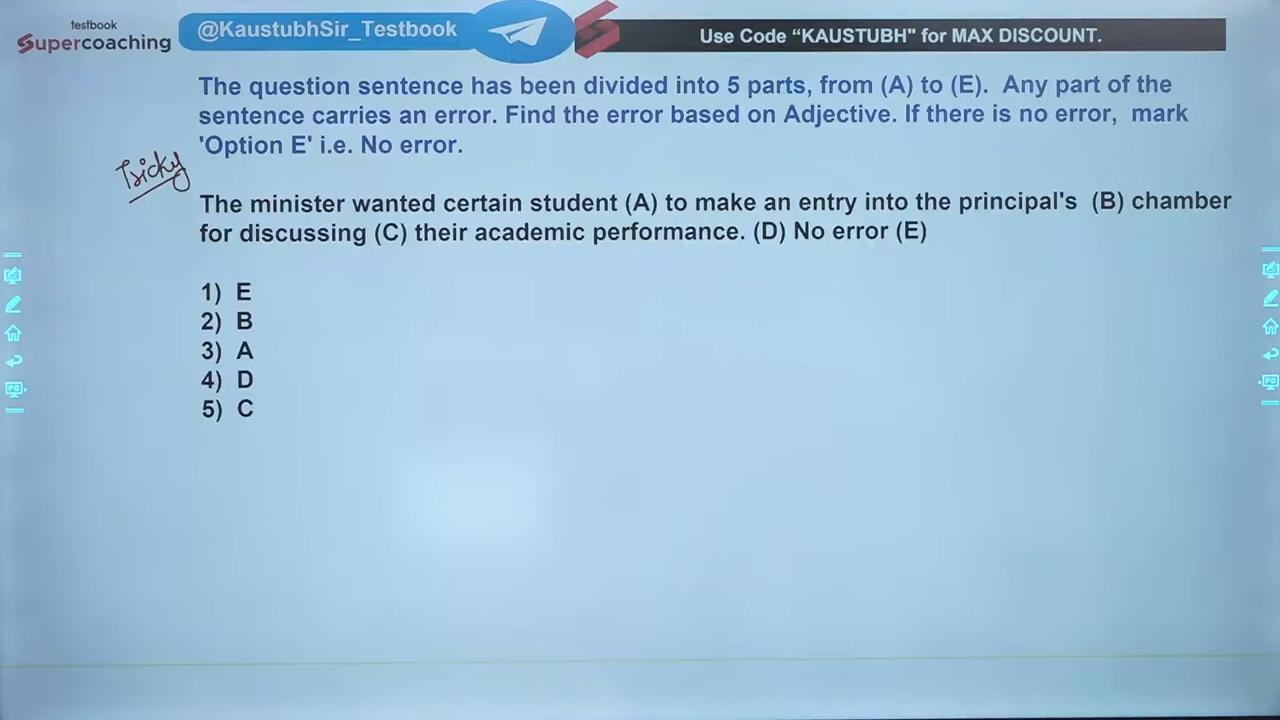 testbook
Supercoaching
@KaustubhSir_Testbook
Use Code “KAUSTUBH" for MAX DISCOUNT.
The question sentence has been divided into 5 parts, from (A) to (E). Any part of the
sentence carries an error. Find the error based on Adjective. If there is no error, mark
'Option E' i.e. No error.
Tricky
The minister wanted certain student (A) to make an entry into the principal's (B) chamber
for discussing (C) their academic performance. (D) No error (E)
1) E
2) B
3) A
4) D
5) C